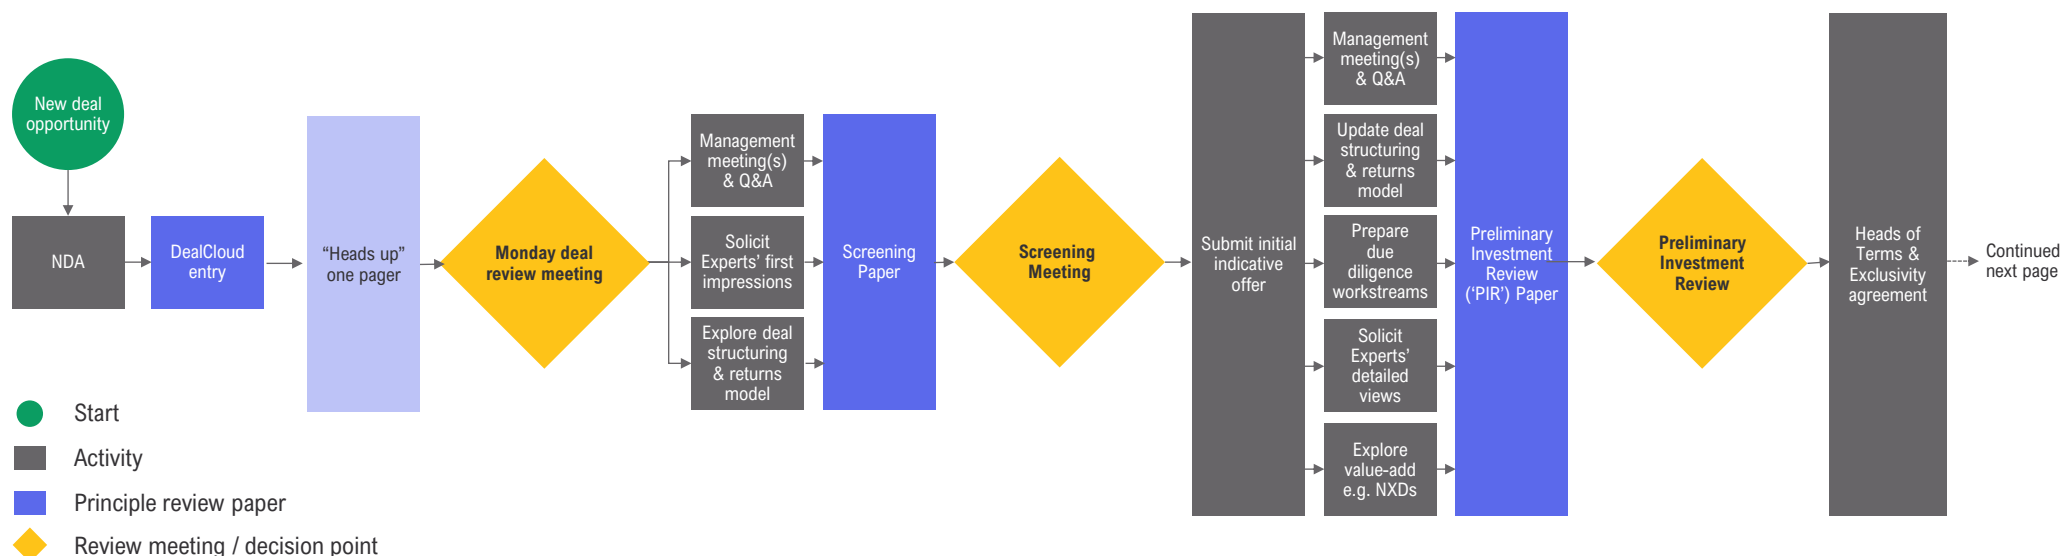 New deal
opportunity
NDA
DealCloud
entry
“Heads up”
one pager
Monday deal
review meeting
Management
meeting(s)
& Q&A
Solicit
Experts’ first
impressions
Explore deal
structuring
& returns
model
Screening
Paper
Screening
Meeting
Submit initial
indicative
offer
Management
meeting(s)
& Q&A
Update deal
structuring
& returns
model
Prepare
due
diligence
workstreams
Solicit
Experts’
detailed
views
Explore
value-add
e.g. NXDs
Preliminary
Investment
Review
(‘PIR’) Paper
Preliminary
Investment
Review
Heads of
Terms &
Exclusivity
agreement
Continued
next page
Start
Activity
Principle review paper
Review meeting / decision point